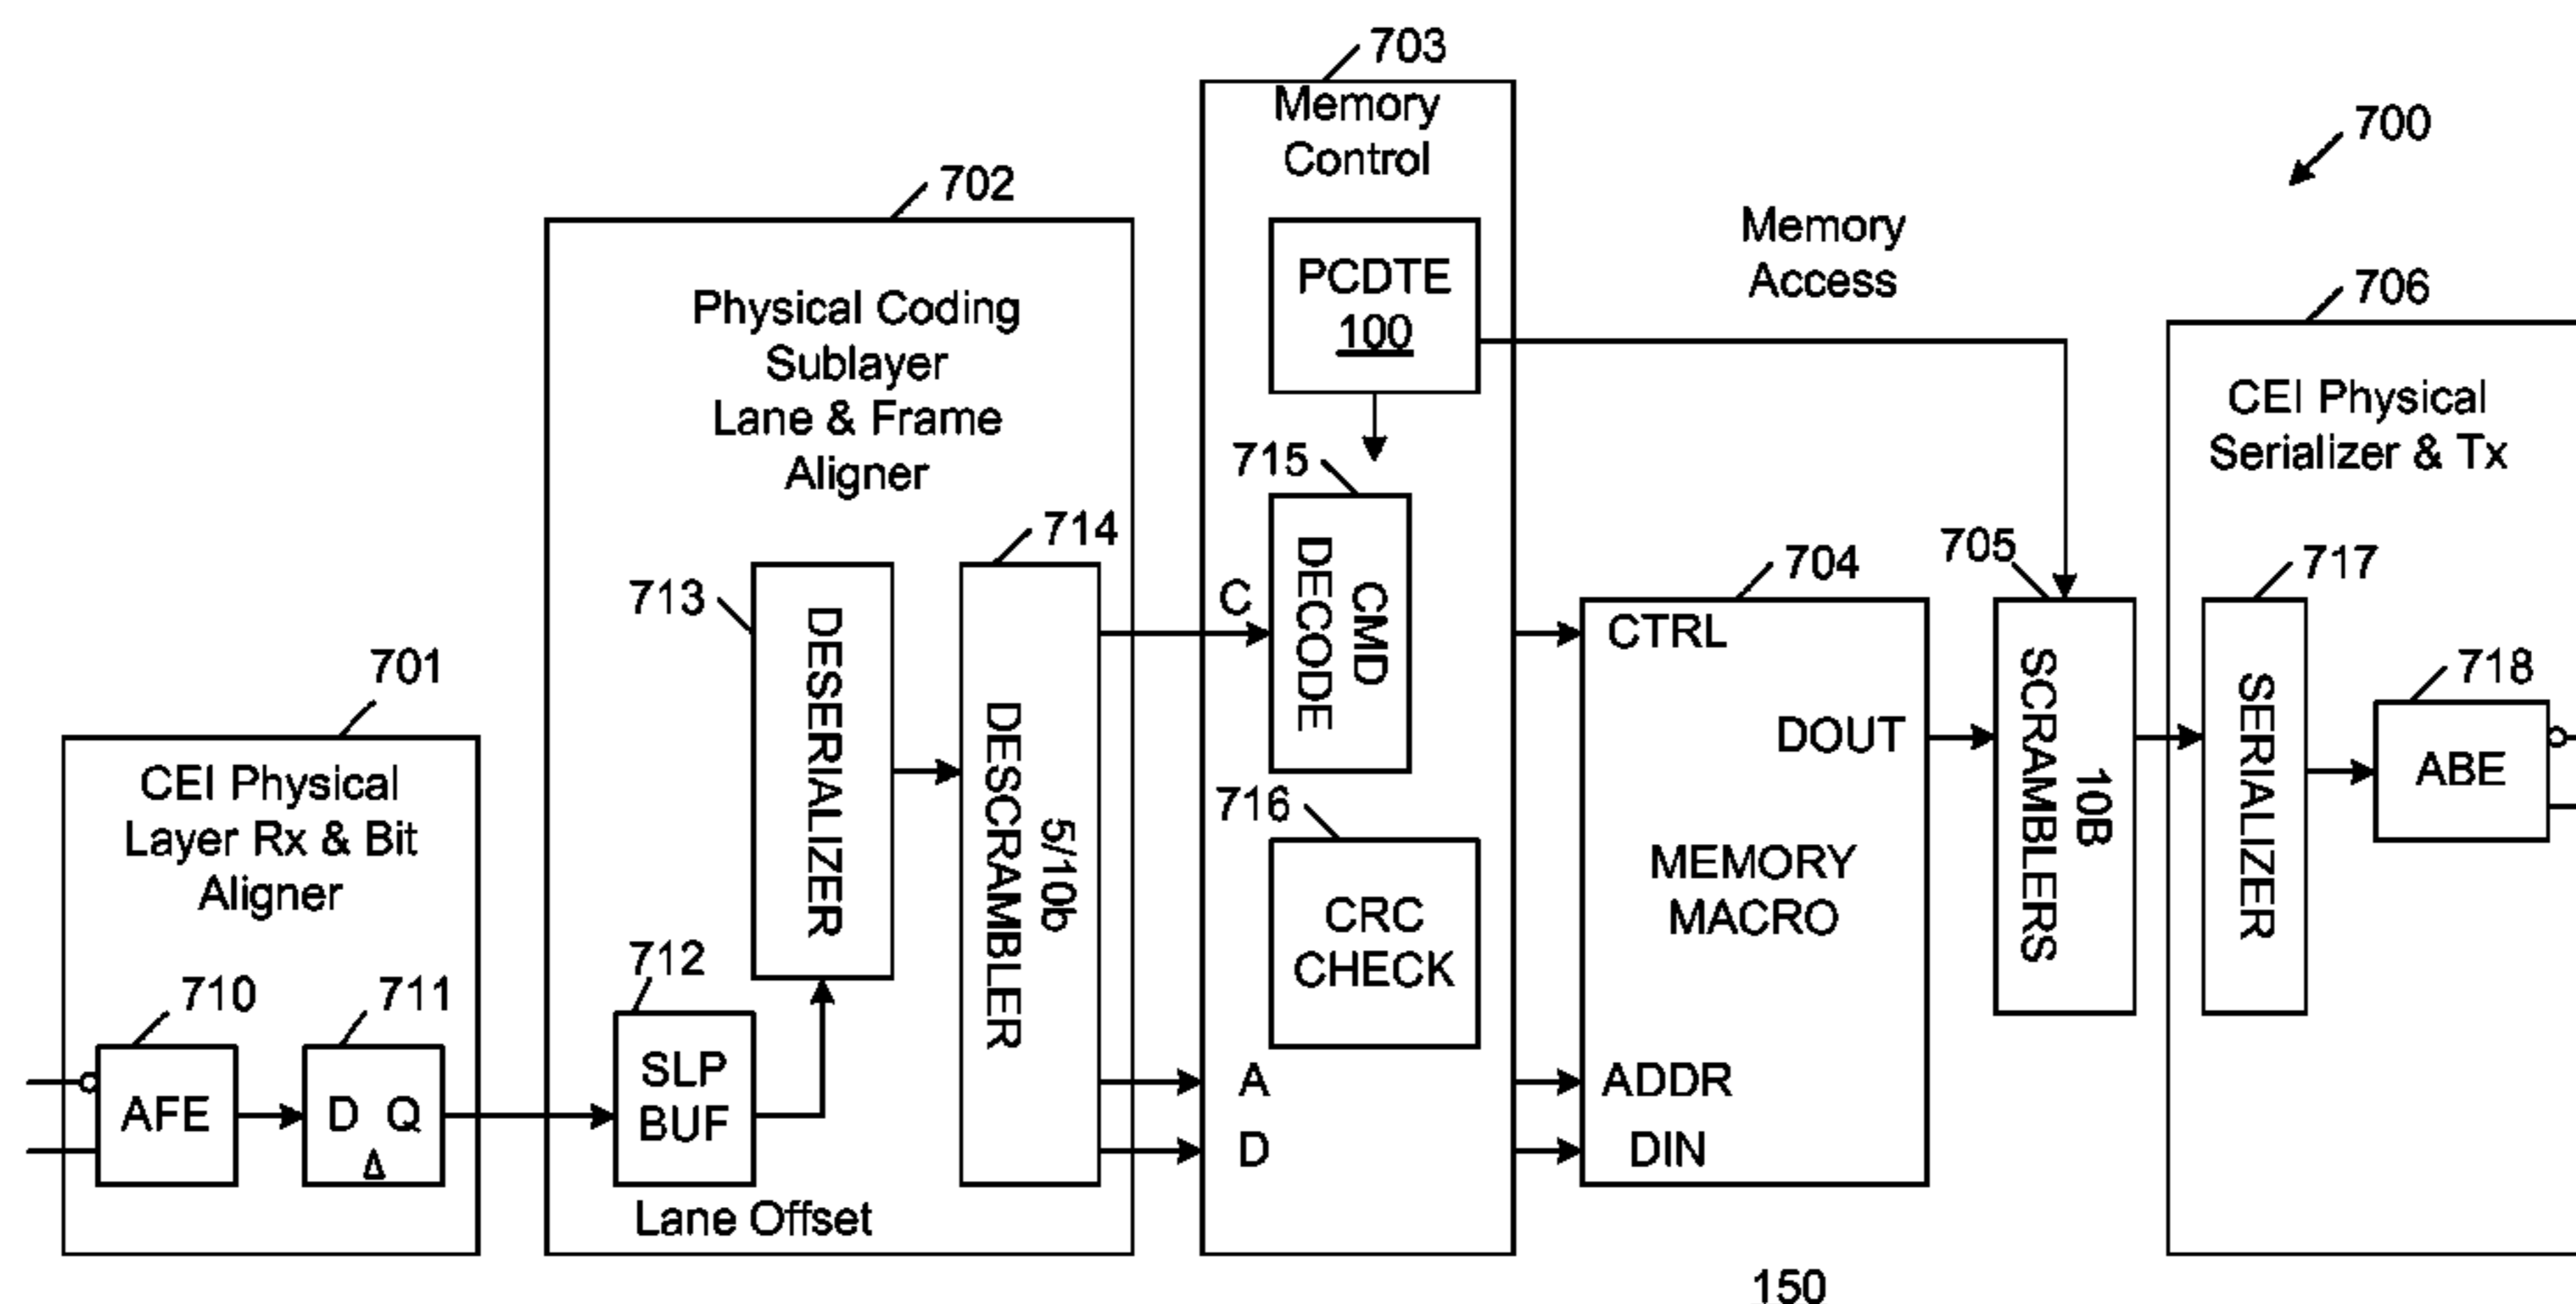 703
Memory
Control
700
702
Memory
Access
PCDTE
100
706
Physical Coding
Sublayer
Lane & Frame
Aligner
CEI Physical
Serializer & Tx
715
714
705
717
713
C
CMD
DECODE
704
CTRL
DESERIALIZER
701
718
DOUT
10B
SCRAMBLERS
SERIALIZER
ABE
CEI Physical
Layer Rx & Bit
Aligner
5/10b
DESCRAMBLER
716
MEMORY
MACRO
CRC
CHECK
712
710
711
SLP
BUF
A
ADDR
AFE
D Q
D
DIN
Lane Offset
150